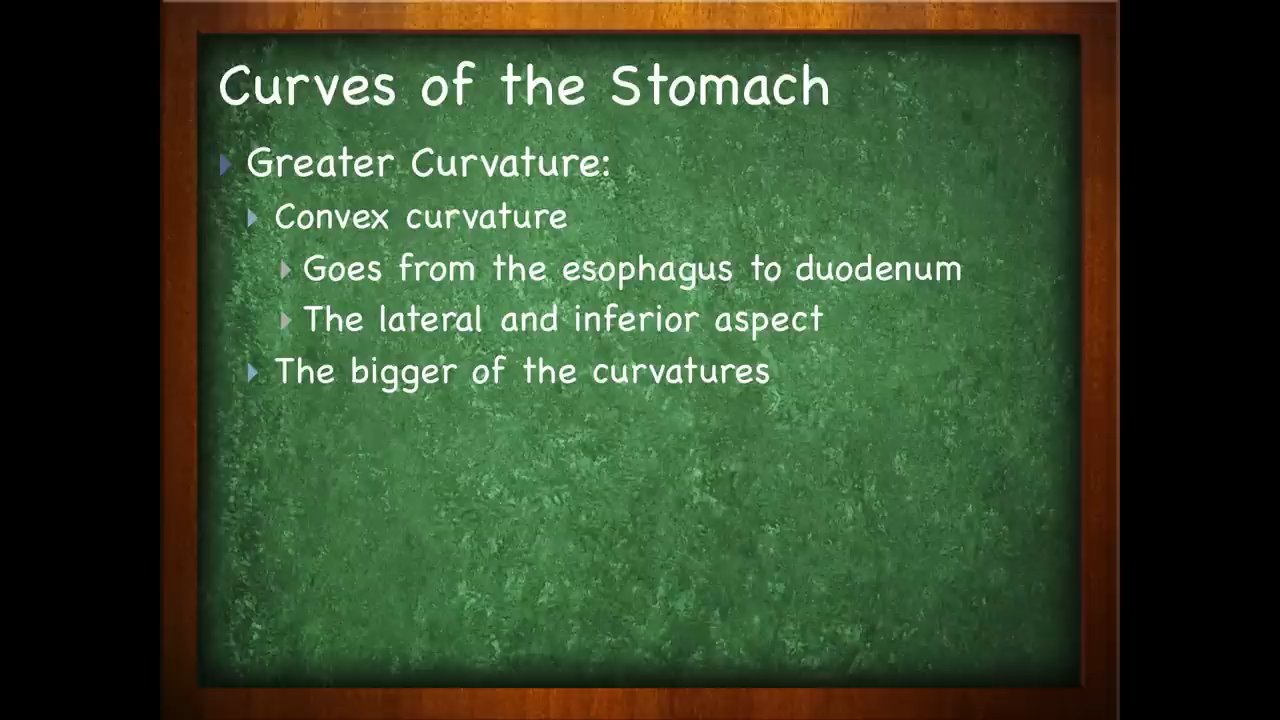 Curves of the Stomach
Greater Curvature:
Convex curvature
Goes from the esophagus to duodenum
The lateral and inferior aspect
The bigger of the curvatures